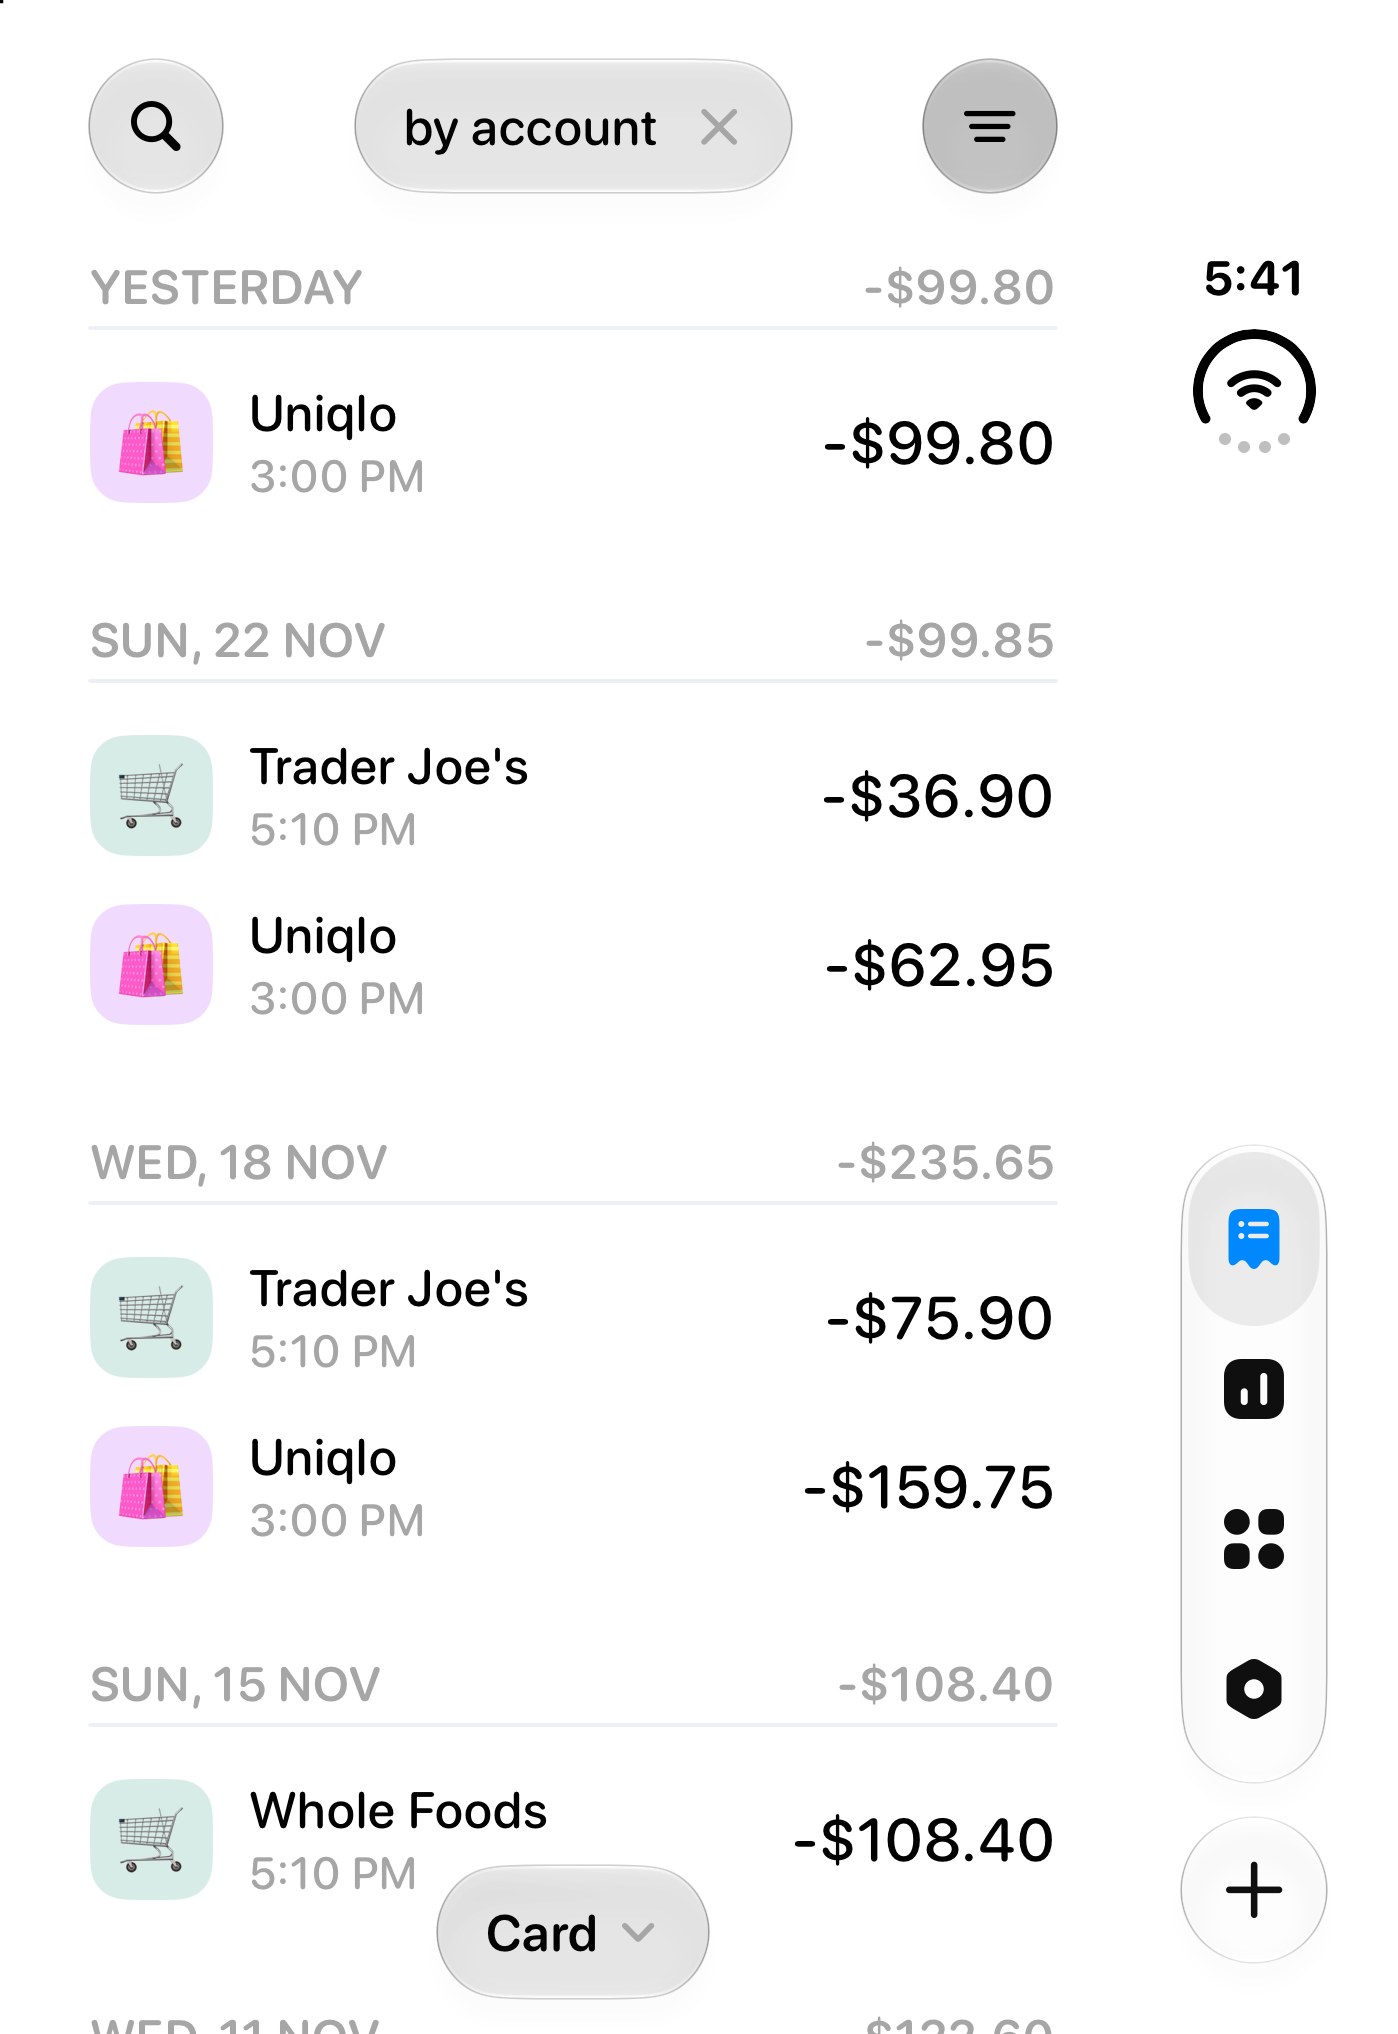 by account
YESTERDAY -$99.80
5:41
Uniqlo
3:00 PM
-$99.80
SUN, 22 NOV -$99.85
Trader Joe's
5:10 PM
-$36.90
Uniqlo
3:00 PM
-$62.95
WED, 18 NOV -$235.65
Trader Joe's
5:10 PM
-$75.90
Uniqlo
3:00 PM
-$159.75
SUN, 15 NOV -$108.40
Whole Foods
5:10 PM
-$108.40
Card
WED, 11 NOV